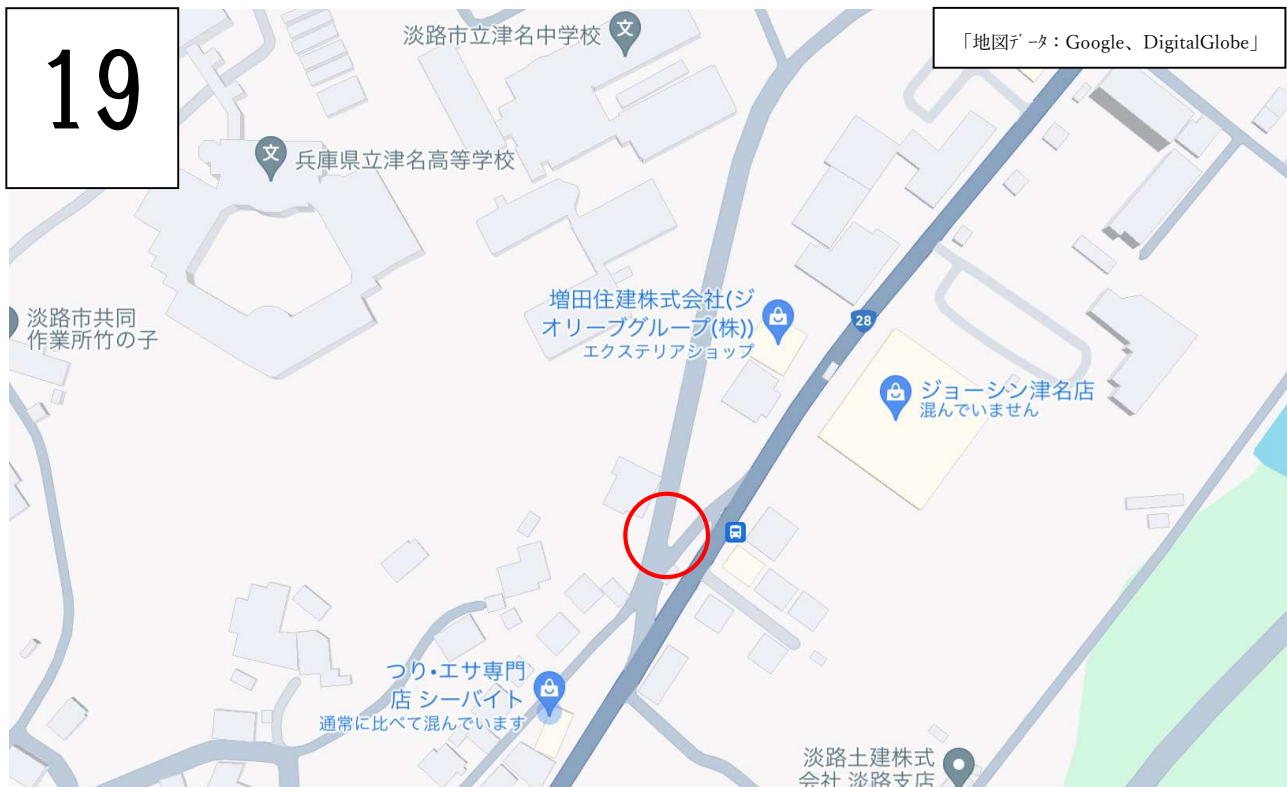 19
淡路市立津名中学校
「地図ﾃﾞｰﾀ：Google、DigitalGlobe」
兵庫県立津名高等学校
淡路市共同
作業所竹の子
増田住建株式会社(ジ
オリーブグループ(株))
エクステリアショップ
28
ジョーシン津名店
混んでいません
つり・エサ専門
店 シーバイト
通常に比べて混んでいます
淡路土建株式
会社 淡路支店
文
文